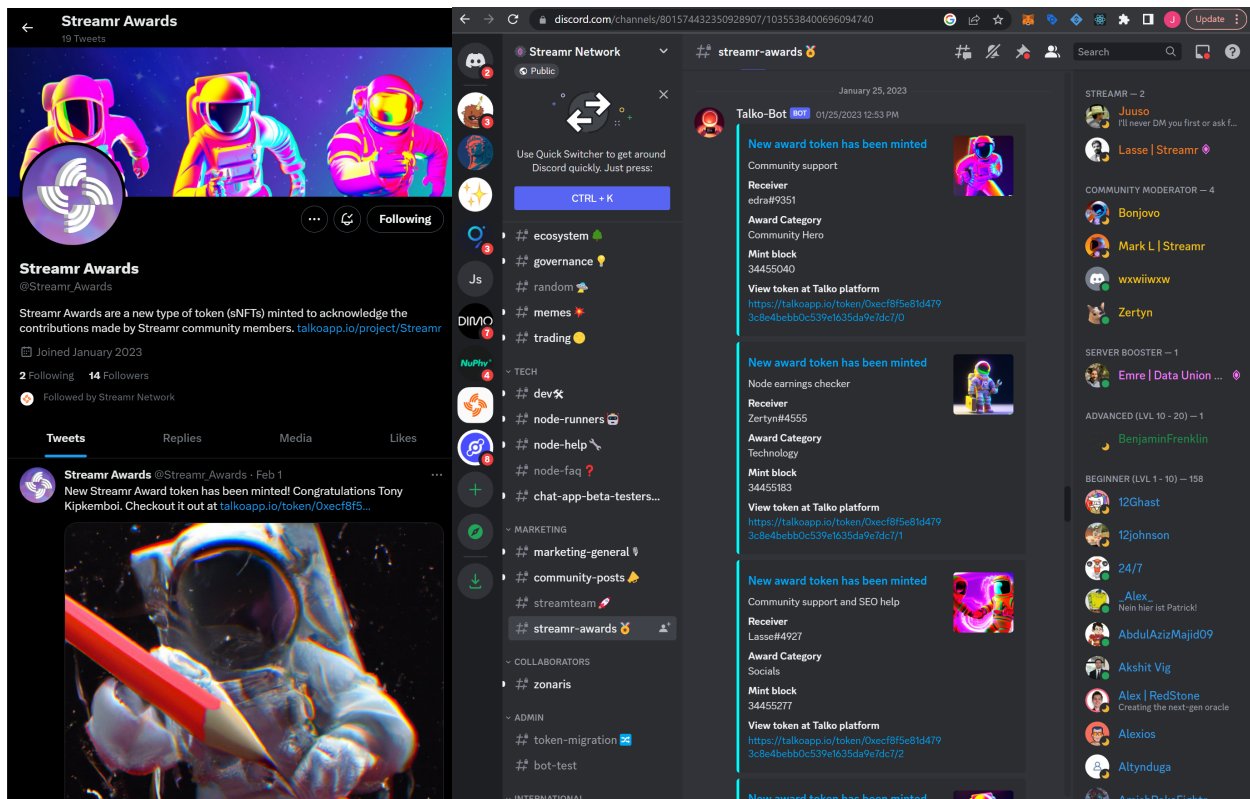 Streamr Awards
19 Tweets
Following
Streamr Awards
@Streamr_Awards
Streamr Awards are a new type of token (sNFTs) minted to acknowledge the
contributions made by Streamr community members. talkoapp.io/project/Streamr
Joined January 2023
2 Following 14 Followers
Followed by Streamr Network
Tweets Replies Media Likes
Streamr Awards @Streamr_Awards · Feb 1
New Streamr Award token has been minted! Congratulations Tony
Kipkemboi. Checkout it out at talkoapp.io/token/0xecf8f5...
discord.com/channels/801574432350928907/1035538400696094740
J
Update
2
3
3
Js
DIMO
7
NuPhy
4
8
Streamr Network
Public
Use Quick Switcher to get around
Discord quickly. Just press:
CTRL + K
ecosystem
governance
random
memes
trading
TECH
dev
node-runners
node-help
node-faq
chat-app-beta-testers...
MARKETING
marketing-general
community-posts
streamteam
streamr-awards
COLLABORATORS
zonaris
ADMIN
token-migration
bot-test
INTERNATIONAL
streamr-awards
Search
January 25, 2023
Talko-Bot BOT 01/25/2023 12:53 PM
New award token has been minted
Community support
Receiver
edra#9351
Award Category
Community Hero
Mint block
34455040
View token at Talko platform
https://talkoapp.io/token/0xecf8f5e81d479
3c8e4bebb0c539e1635da9e7dc7/0
New award token has been minted
Node earnings checker
Receiver
Zertyn#4555
Award Category
Technology
Mint block
34455183
View token at Talko platform
https://talkoapp.io/token/0xecf8f5e81d479
3c8e4bebb0c539e1635da9e7dc7/1
New award token has been minted
Community support and SEO help
Receiver
Lasse#4927
Award Category
Socials
Mint block
34455277
View token at Talko platform
https://talkoapp.io/token/0xecf8f5e81d479
3c8e4bebb0c539e1635da9e7dc7/2
New award token has been minted
STREAMR — 2
Juuso
I'll never DM you first or ask f...
Lasse | Streamr
COMMUNITY MODERATOR — 4
Bonjovo
Mark L | Streamr
wxwiiwxw
Zertyn
SERVER BOOSTER — 1
Emre | Data Union ...
ADVANCED (LVL 10 - 20) — 1
BenjaminFrenklin
BEGINNER (LVL 1 - 10) — 158
12Ghast
12johnson
24/7
_Alex_
Nein hier ist Patrick!
AbdulAzizMajid09
Akshit Vig
Alex | RedStone
Creating the next-gen oracle
Alexios
Altynduga